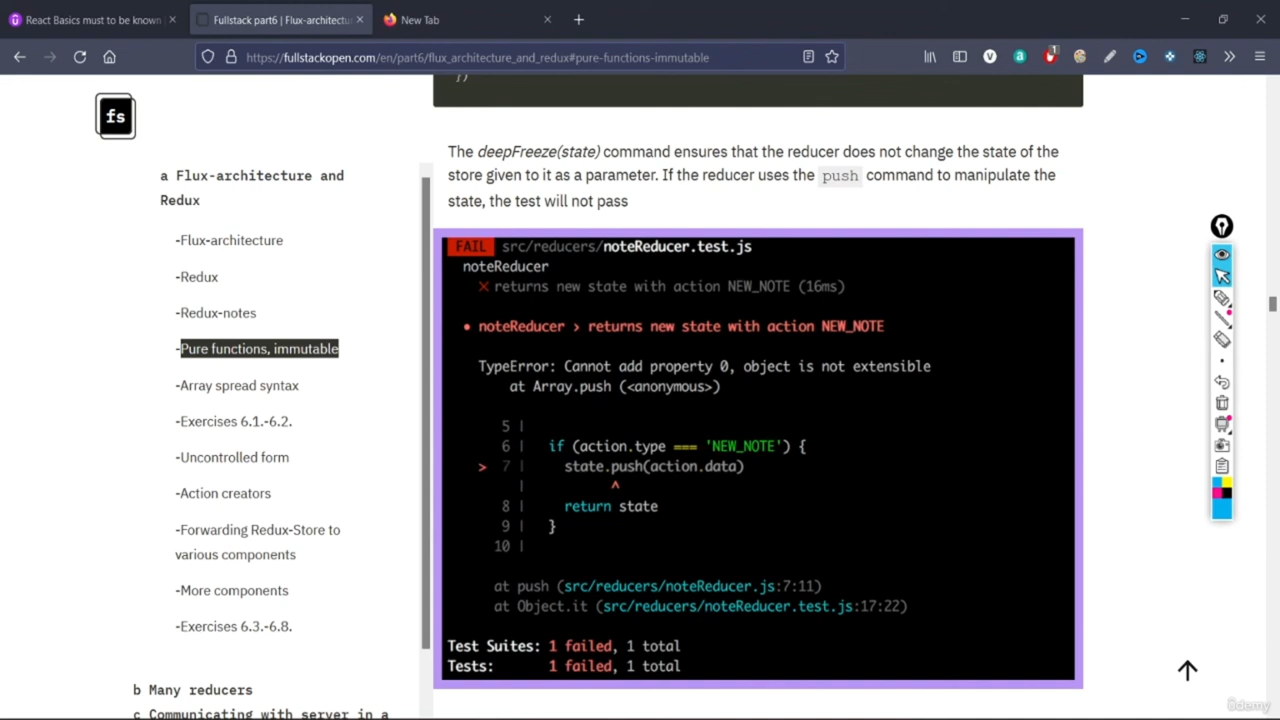 React Basics must to be known
Fullstack part6 | Flux-architectu
New Tab
https://fullstackopen.com/en/part6/flux_architecture_and_redux#pure-functions-immutable
})
fs
a Flux-architecture and
Redux
-Flux-architecture
-Redux
-Redux-notes
-Pure functions, immutable
-Array spread syntax
-Exercises 6.1.-6.2.
-Uncontrolled form
-Action creators
-Forwarding Redux-Store to
various components
-More components
-Exercises 6.3.-6.8.
b Many reducers
c Communicating with server in a
The deepFreeze(state) command ensures that the reducer does not change the state of the
store given to it as a parameter. If the reducer uses the push command to manipulate the
state, the test will not pass
FAIL src/reducers/noteReducer.test.js
noteReducer
✕ returns new state with action NEW_NOTE (16ms)
● noteReducer › returns new state with action NEW_NOTE
TypeError: Cannot add property 0, object is not extensible
at Array.push (<anonymous>)
5 |
6 | if (action.type === 'NEW_NOTE') {
> 7 | state.push(action.data)
| ^
8 | return state
9 | }
10 |
at push (src/reducers/noteReducer.js:7:11)
at Object.it (src/reducers/noteReducer.test.js:17:22)
Test Suites: 1 failed, 1 total
Tests: 1 failed, 1 total
Udemy